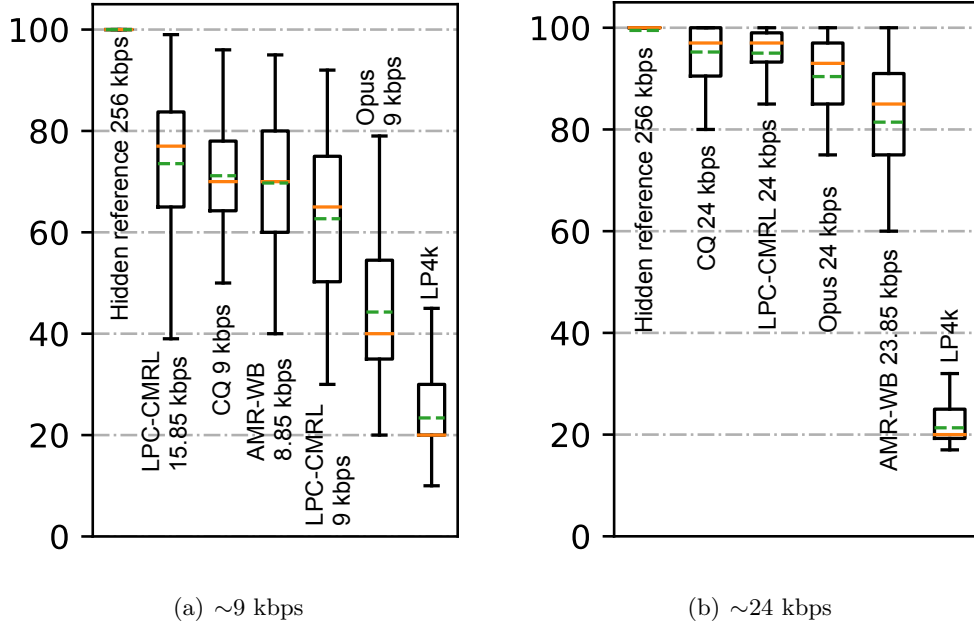 100
80
60
40
20
0
Hidden reference 256 kbps
LPC-CMRL
15.85 kbps
CQ 9 kbps
AMR-WB
8.85 kbps
LPC-CMRL
9 kbps
Opus
9 kbps
LP4k
(a) ~9 kbps
100
80
60
40
20
0
Hidden reference 256 kbps
CQ 24 kbps
LPC-CMRL 24 kbps
Opus 24 kbps
AMR-WB 23.85 kbps
LP4k
(b) ~24 kbps